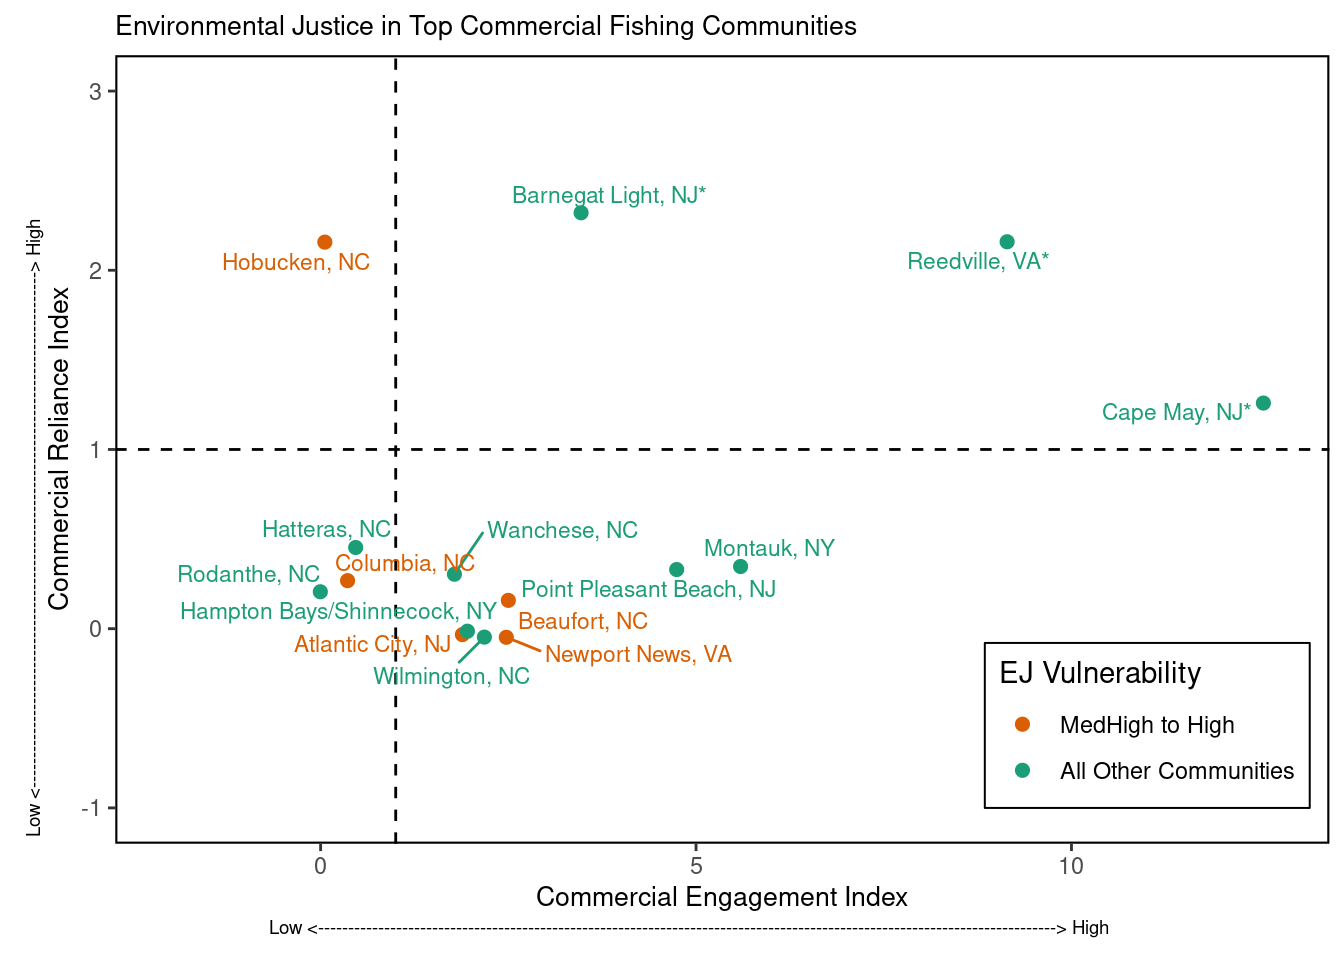 Environmental Justice in Top Commercial Fishing Communities
3
2
1
0
-1
Commercial Reliance Index
Low <------------------------------------------------------------------------------------------------> High
Barnegat Light, NJ*
Hobucken, NC
Reedville, VA*
Cape May, NJ*
Hatteras, NC
Wanchese, NC
Columbia, NC
Montauk, NY
Rodanthe, NC
Point Pleasant Beach, NJ
Hampton Bays/Shinnecock, NY
Beaufort, NC
Atlantic City, NJ
Newport News, VA
Wilmington, NC
EJ Vulnerability
MedHigh to High
All Other Communities
0
5
10
Commercial Engagement Index
Low <------------------------------------------------------------------------------------------------------------------------> High